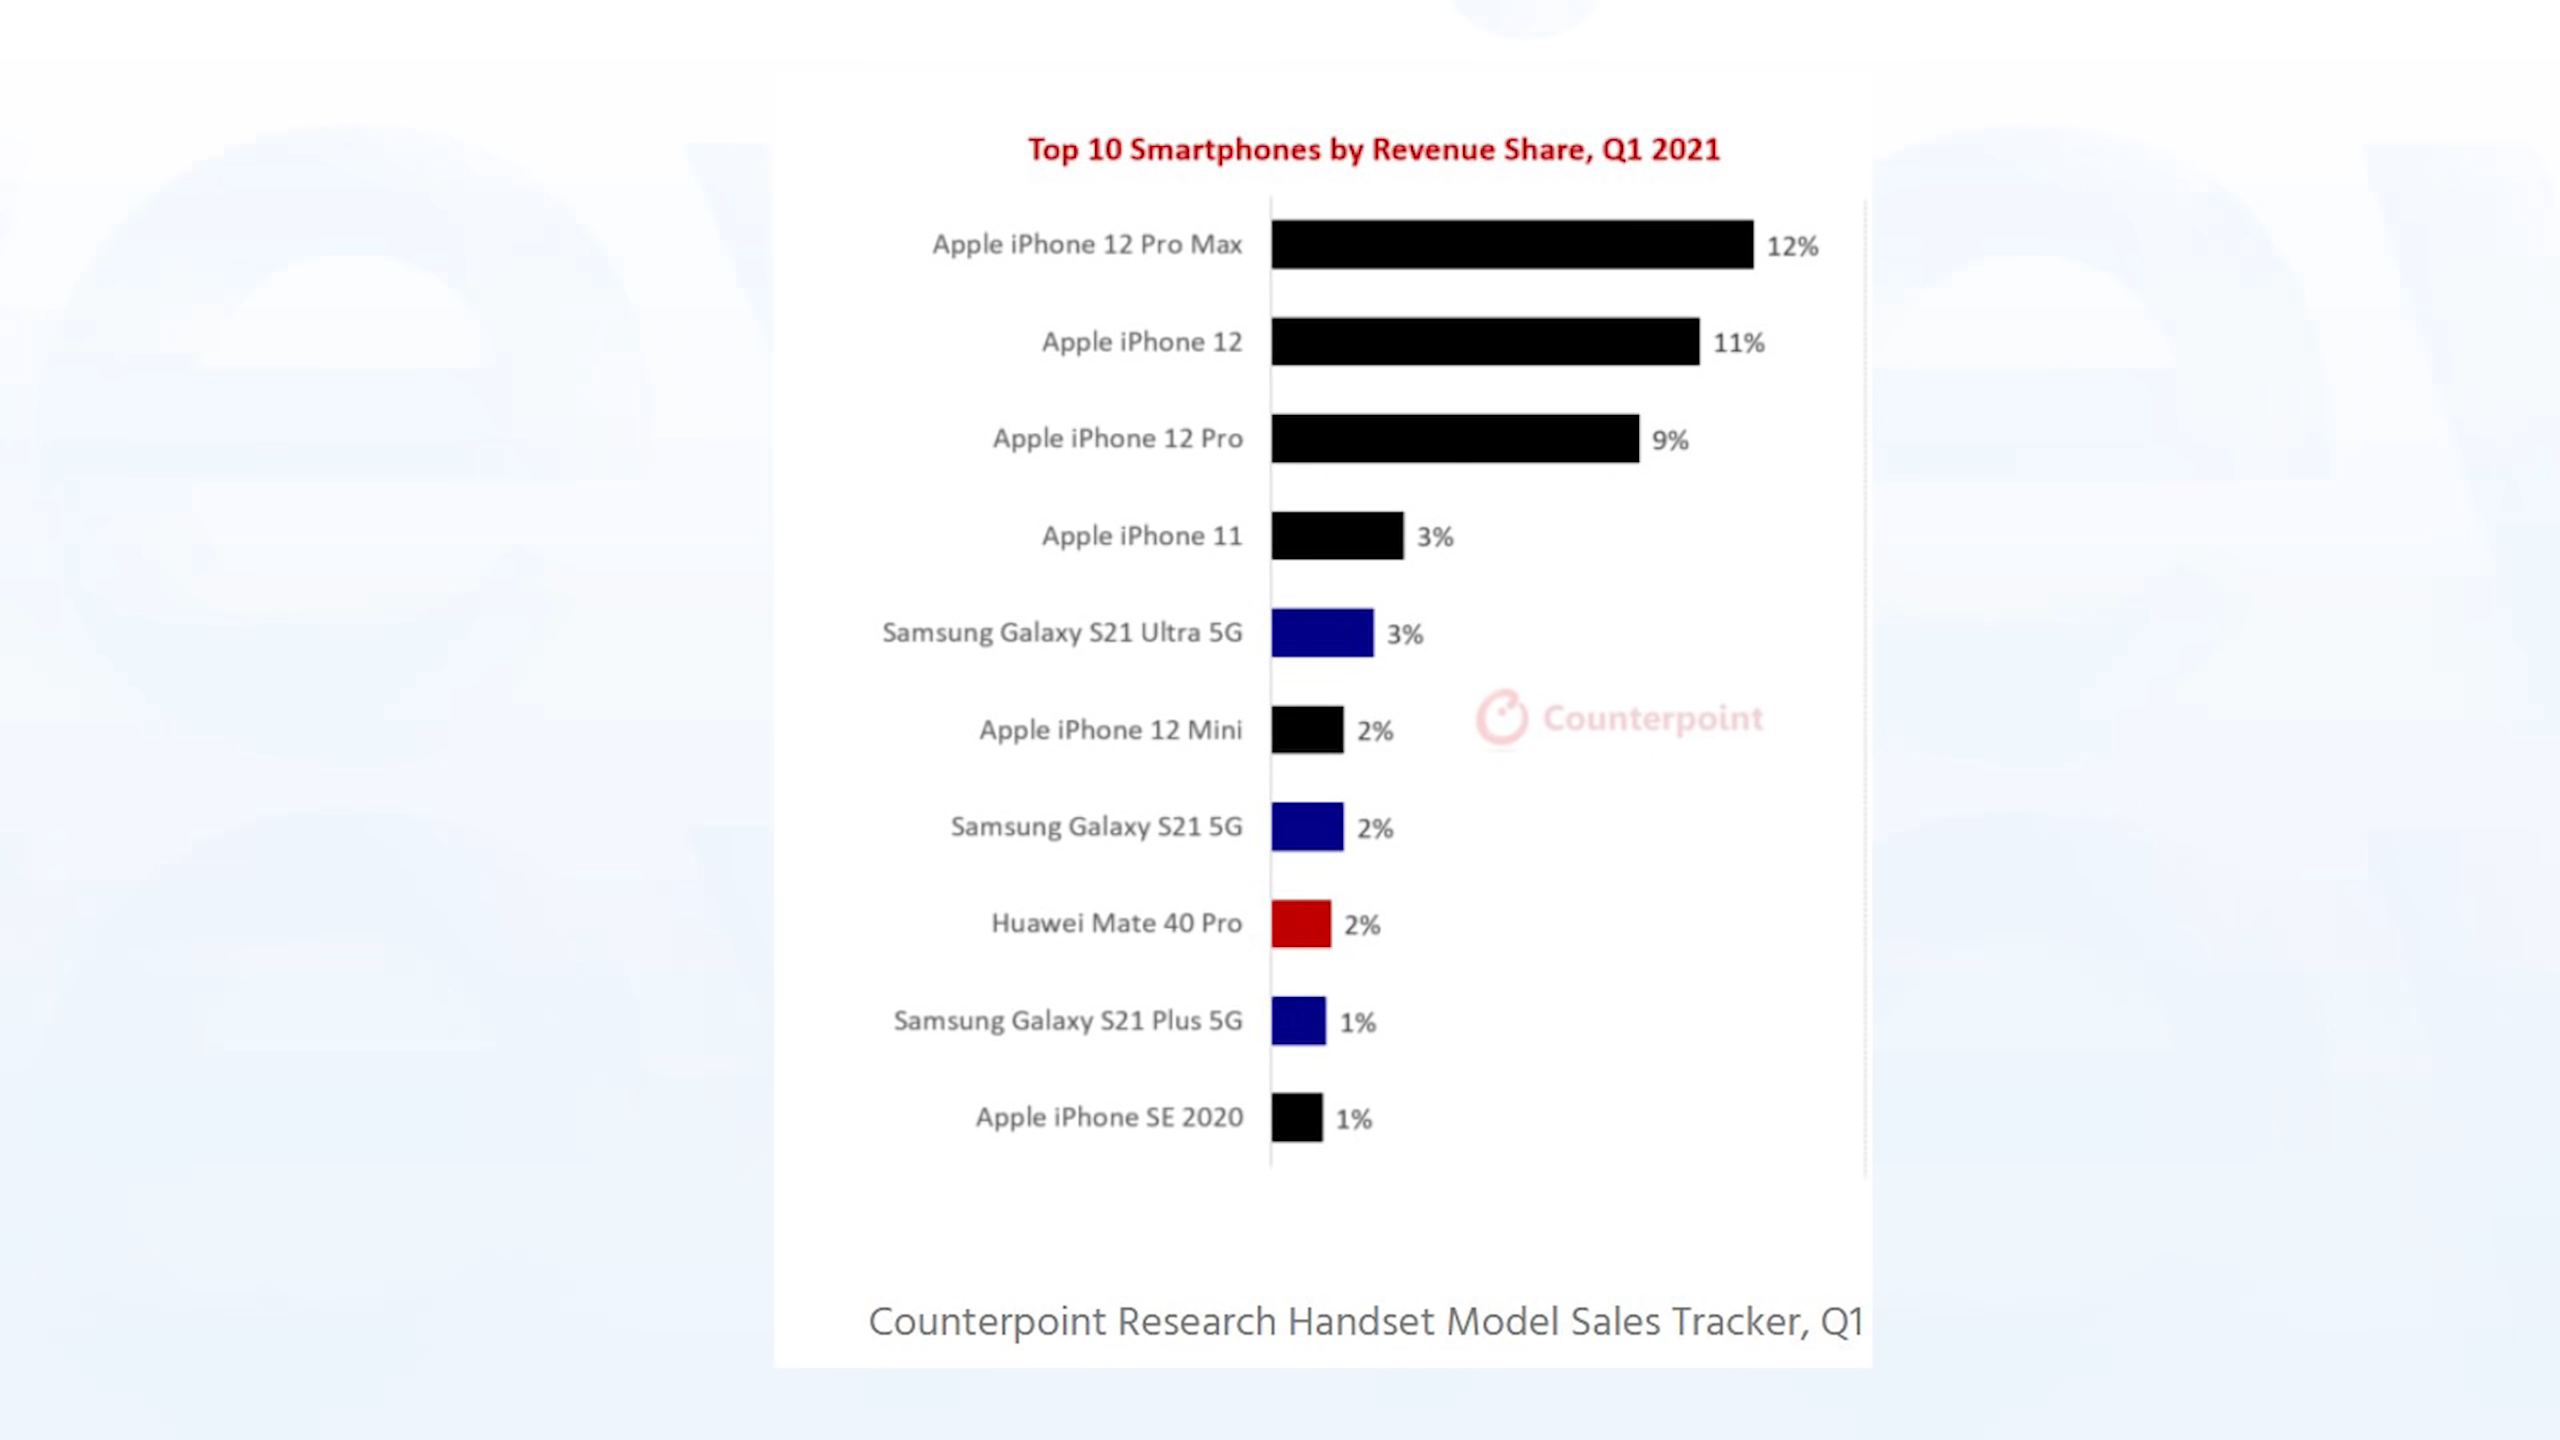 Top 10 Smartphones by Revenue Share, Q1 2021
Apple iPhone 12 Pro Max 12%
Apple iPhone 12 11%
Apple iPhone 12 Pro 9%
Apple iPhone 11 3%
Samsung Galaxy S21 Ultra 5G 3%
Apple iPhone 12 Mini 2%
Counterpoint
Samsung Galaxy S21 5G 2%
Huawei Mate 40 Pro 2%
Samsung Galaxy S21 Plus 5G 1%
Apple iPhone SE 2020 1%
Counterpoint Research Handset Model Sales Tracker, Q1